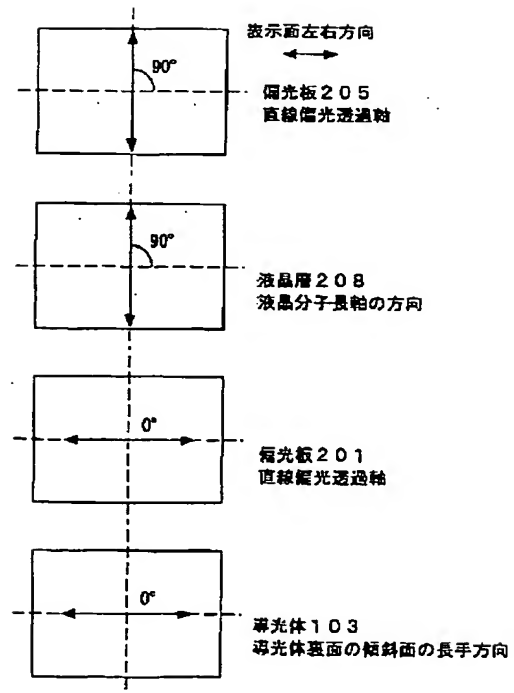 表示面左右方向
90°
偏光板205
直線偏光透過軸
90°
液晶層208
液晶分子長軸の方向
0°
偏光板201
直線偏光透過軸
0°
導光体103
導光体裏面の傾斜面の長手方向